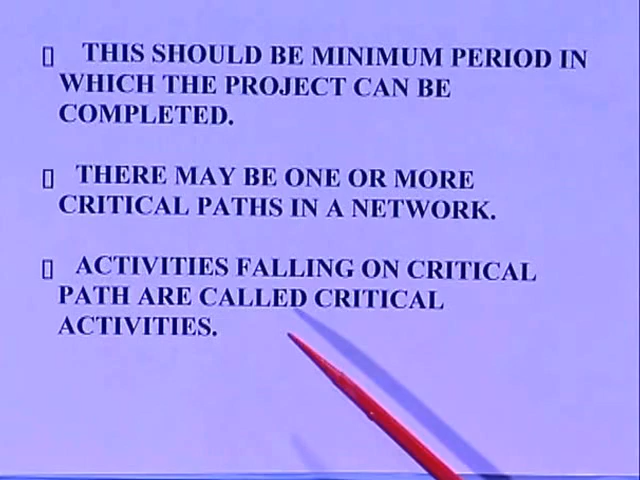 ▯ THIS SHOULD BE MINIMUM PERIOD IN
WHICH THE PROJECT CAN BE
COMPLETED.
▯ THERE MAY BE ONE OR MORE
CRITICAL PATHS IN A NETWORK.
▯ ACTIVITIES FALLING ON CRITICAL
PATH ARE CALLED CRITICAL
ACTIVITIES.